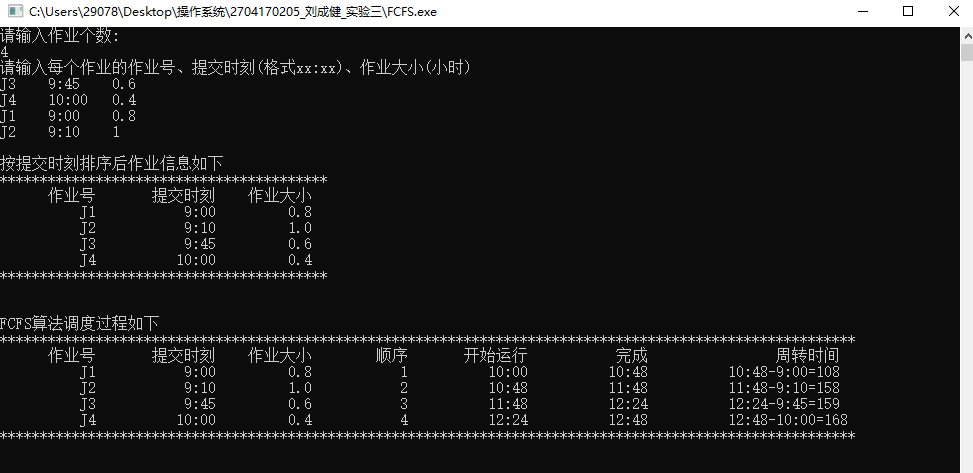 C:\Users\29078\Desktop\操作系统\2704170205_刘成健_实验三\FCFS.exe
请输入作业个数:
4
请输入每个作业的作业号、提交时刻(格式xx:xx)、作业大小(小时)
J3 9:45 0.6
J4 10:00 0.4
J1 9:00 0.8
J2 9:10 1
按提交时刻排序后作业信息如下
*****************************************
作业号 提交时刻 作业大小
J1 9:00 0.8
J2 9:10 1.0
J3 9:45 0.6
J4 10:00 0.4
*****************************************
FCFS算法调度过程如下
***********************************************************************************************************
作业号 提交时刻 作业大小 顺序 开始运行 完成 周转时间
J1 9:00 0.8 1 10:00 10:48 10:48-9:00=108
J2 9:10 1.0 2 10:48 11:48 11:48-9:10=158
J3 9:45 0.6 3 11:48 12:24 12:24-9:45=159
J4 10:00 0.4 4 12:24 12:48 12:48-10:00=168
***********************************************************************************************************